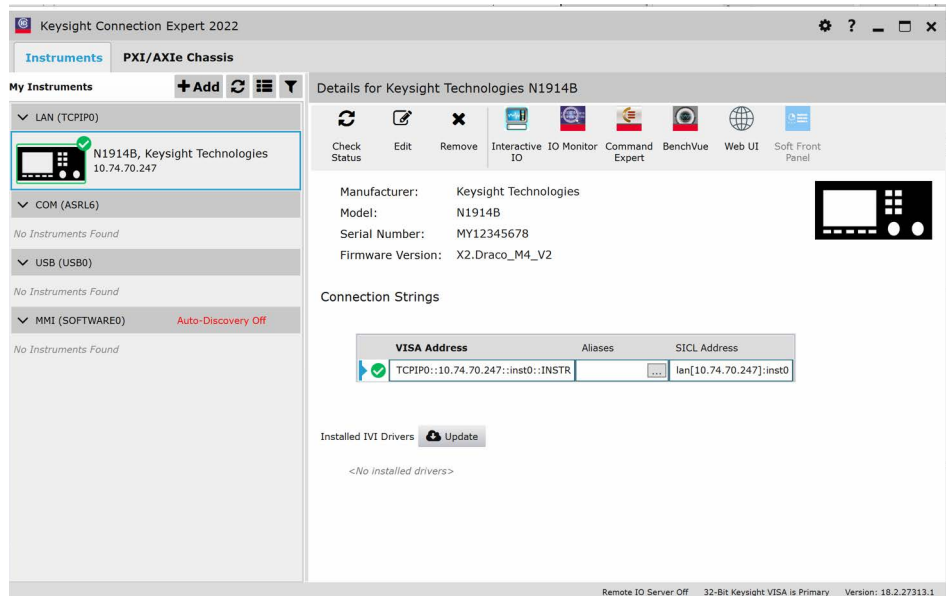 Keysight Connection Expert 2022
?
Instruments PXI/AXIe Chassis
My Instruments
+ Add
LAN (TCPIP0)
N1914B, Keysight Technologies
10.74.70.247
COM (ASRL6)
No Instruments Found
USB (USB0)
No Instruments Found
MMI (SOFTWARE0) Auto-Discovery Off
No Instruments Found
Details for Keysight Technologies N1914B
Check Status
Edit
Remove
Interactive IO
IO Monitor
Command Expert
BenchVue
Web UI
Soft Front Panel
Manufacturer: Keysight Technologies
Model: N1914B
Serial Number: MY12345678
Firmware Version: X2.Draco_M4_V2
Connection Strings
VISA Address Aliases SICL Address
TCPIP0::10.74.70.247::inst0::INSTR ... lan[10.74.70.247]:inst0
Installed IVI Drivers Update
<No installed drivers>
Remote IO Server Off 32-Bit Keysight VISA is Primary Version: 18.2.27313.1